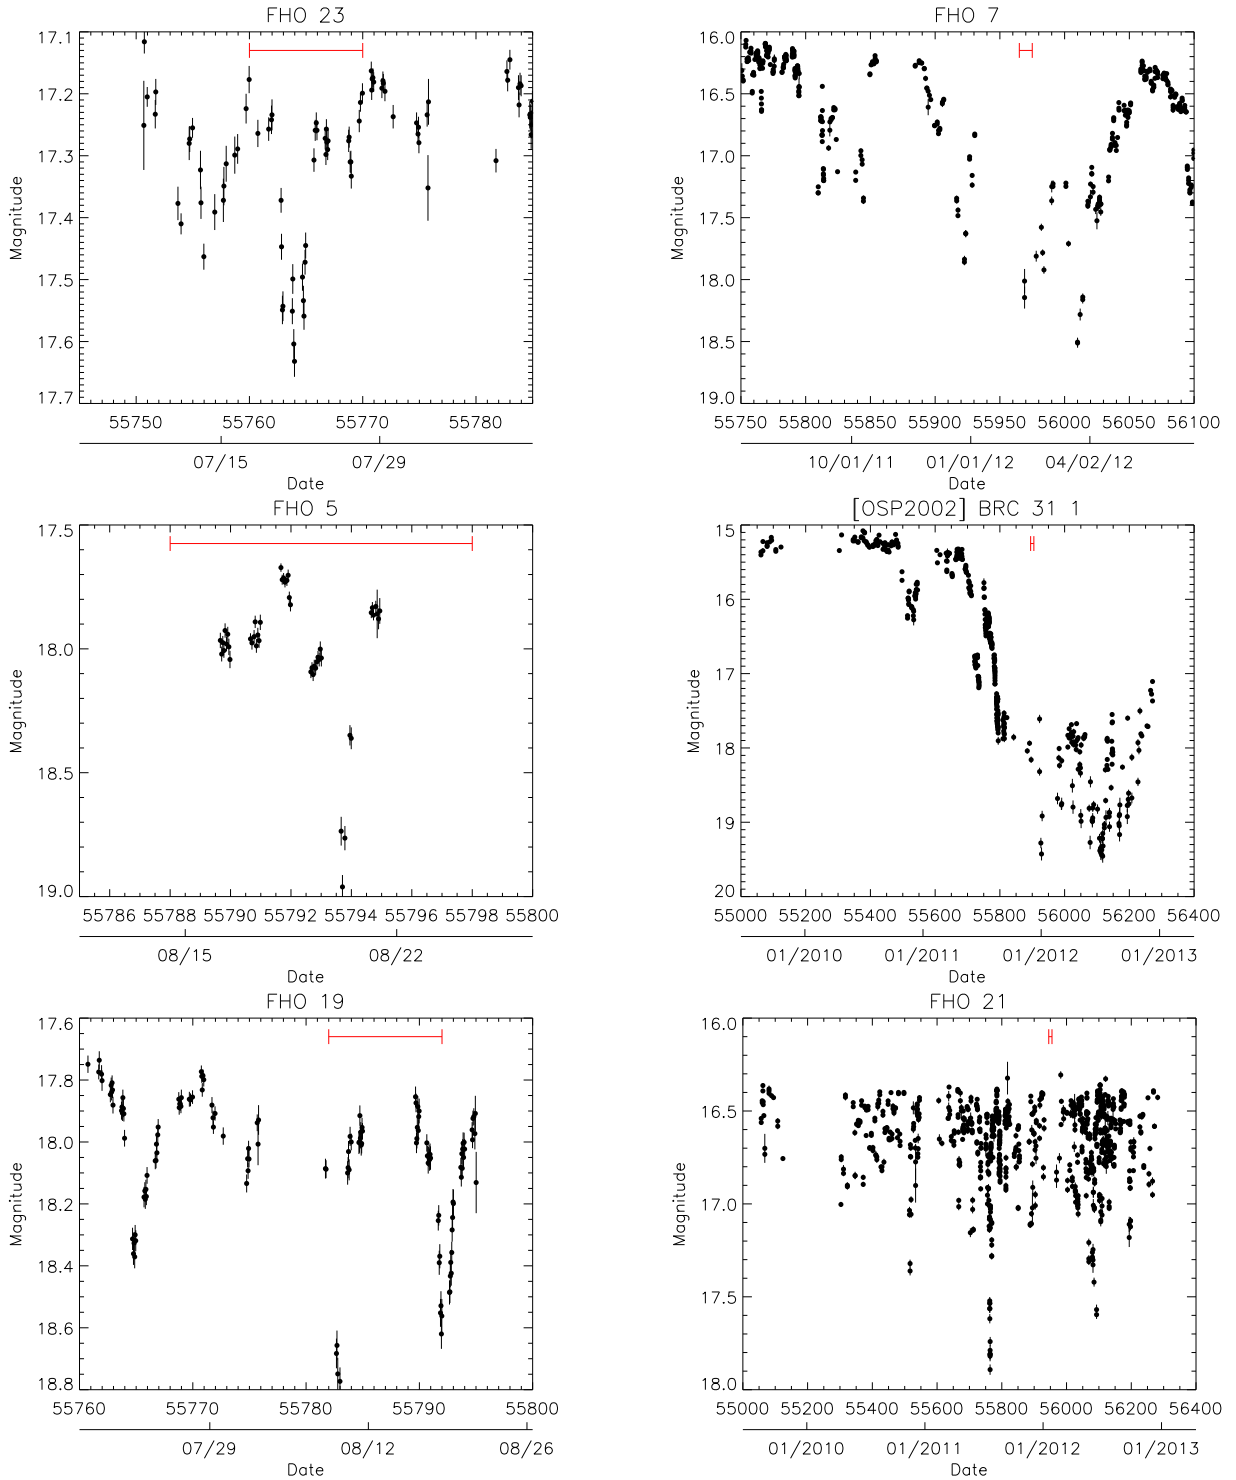 FHO 23
17.1
17.2
17.3
17.4
17.5
17.6
17.7
Magnitude
55750 55760 55770 55780
07/15 07/29
Date
FHO 7
16.0
16.5
17.0
17.5
18.0
18.5
19.0
Magnitude
55750 55800 55850 55900 55950 56000 56050 56100
10/01/11 01/01/12 04/02/12
Date
FHO 5
17.5
18.0
18.5
19.0
Magnitude
55786 55788 55790 55792 55794 55796 55798 55800
08/15 08/22
Date
[OSP2002] BRC 31 1
15
16
17
18
19
20
Magnitude
55000 55200 55400 55600 55800 56000 56200 56400
01/2010 01/2011 01/2012 01/2013
Date
FHO 19
17.6
17.8
18.0
18.2
18.4
18.6
18.8
Magnitude
55760 55770 55780 55790 55800
07/29 08/12 08/26
Date
FHO 21
16.0
16.5
17.0
17.5
18.0
Magnitude
55000 55200 55400 55600 55800 56000 56200 56400
01/2010 01/2011 01/2012 01/2013
Date